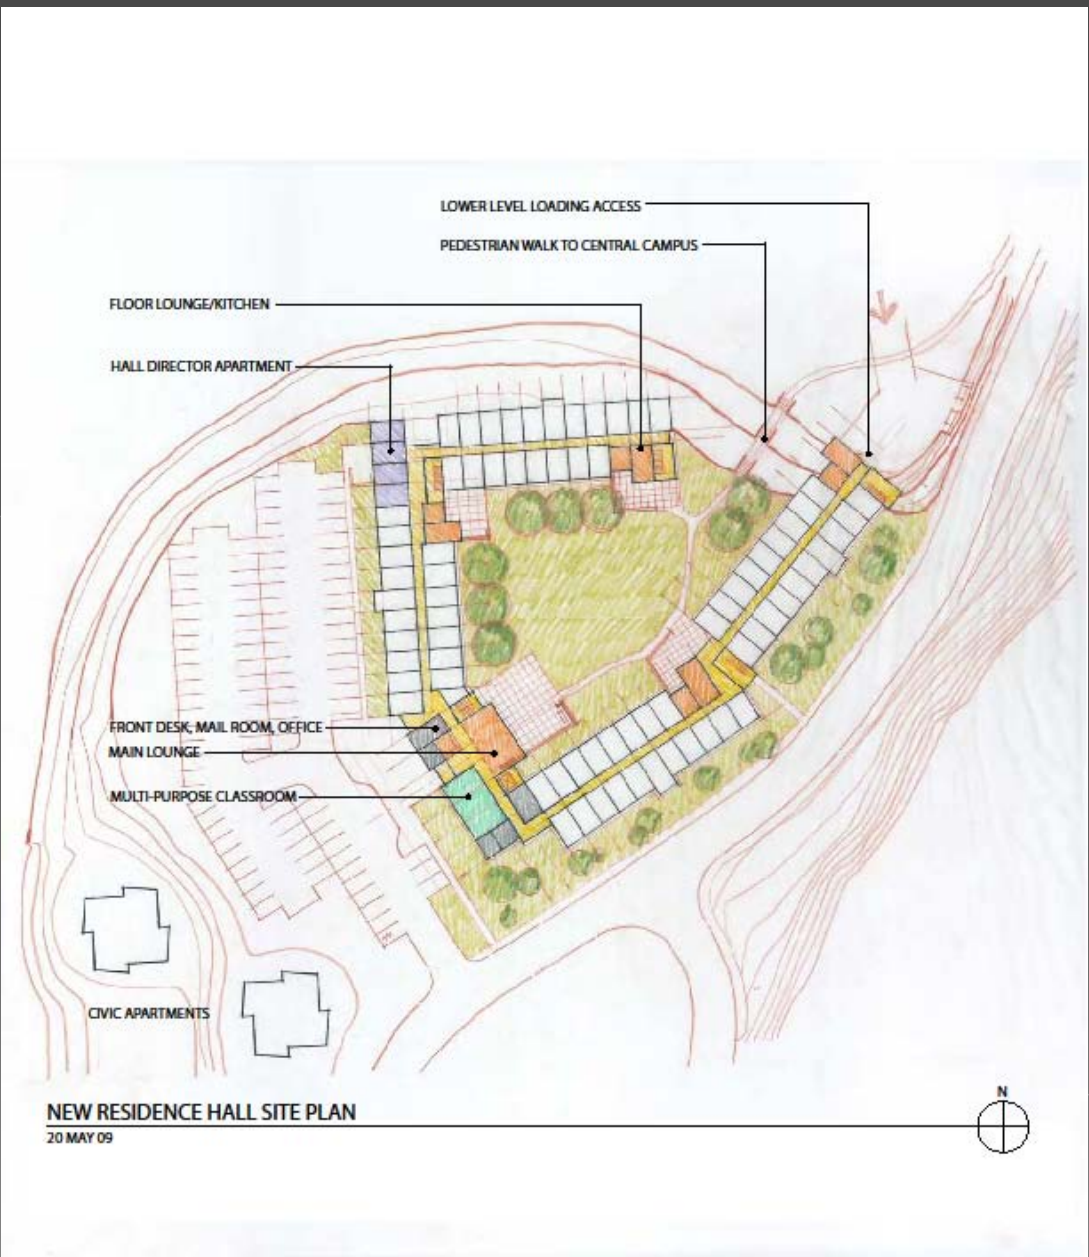 LOWER LEVEL LOADING ACCESS
PEDESTRIAN WALK TO CENTRAL CAMPUS
FLOOR LOUNGE/KITCHEN
HALL DIRECTOR APARTMENT
FRONT DESK, MAIL ROOM, OFFICE
MAIN LOUNGE
MULTI-PURPOSE CLASSROOM
CIVIC APARTMENTS
NEW RESIDENCE HALL SITE PLAN
20 MAY 09
N